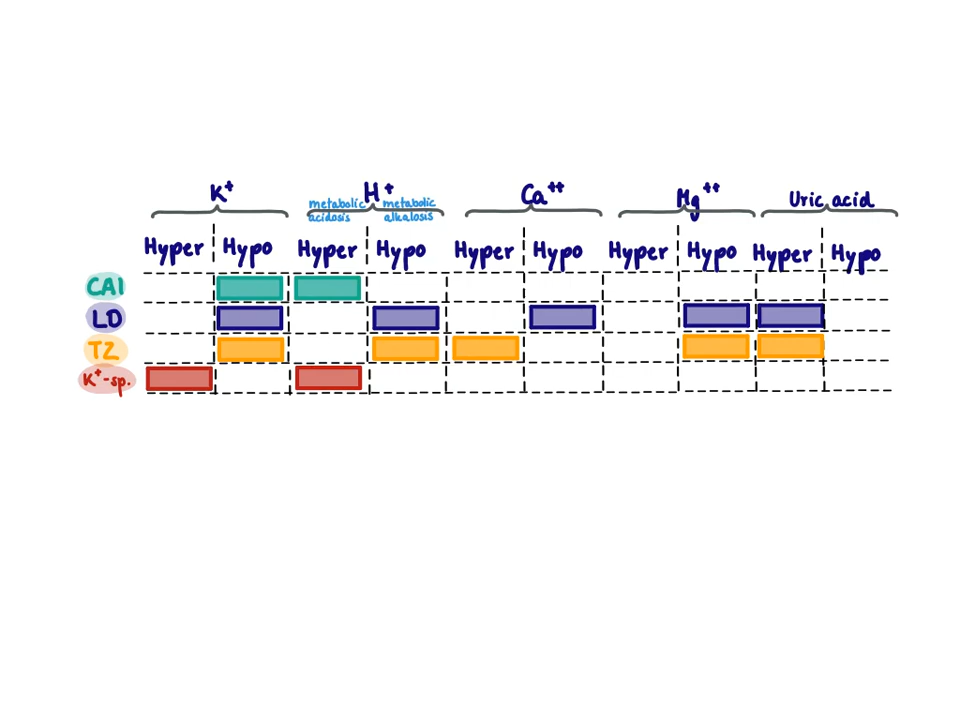 K⁺ H⁺ Ca⁺⁺ Mg⁺⁺ Uric acid
metabolic acidosis metabolic alkalosis
Hyper Hypo Hyper Hypo Hyper Hypo Hyper Hypo Hyper Hypo
CAI
LD
TZ
K⁺-sp.